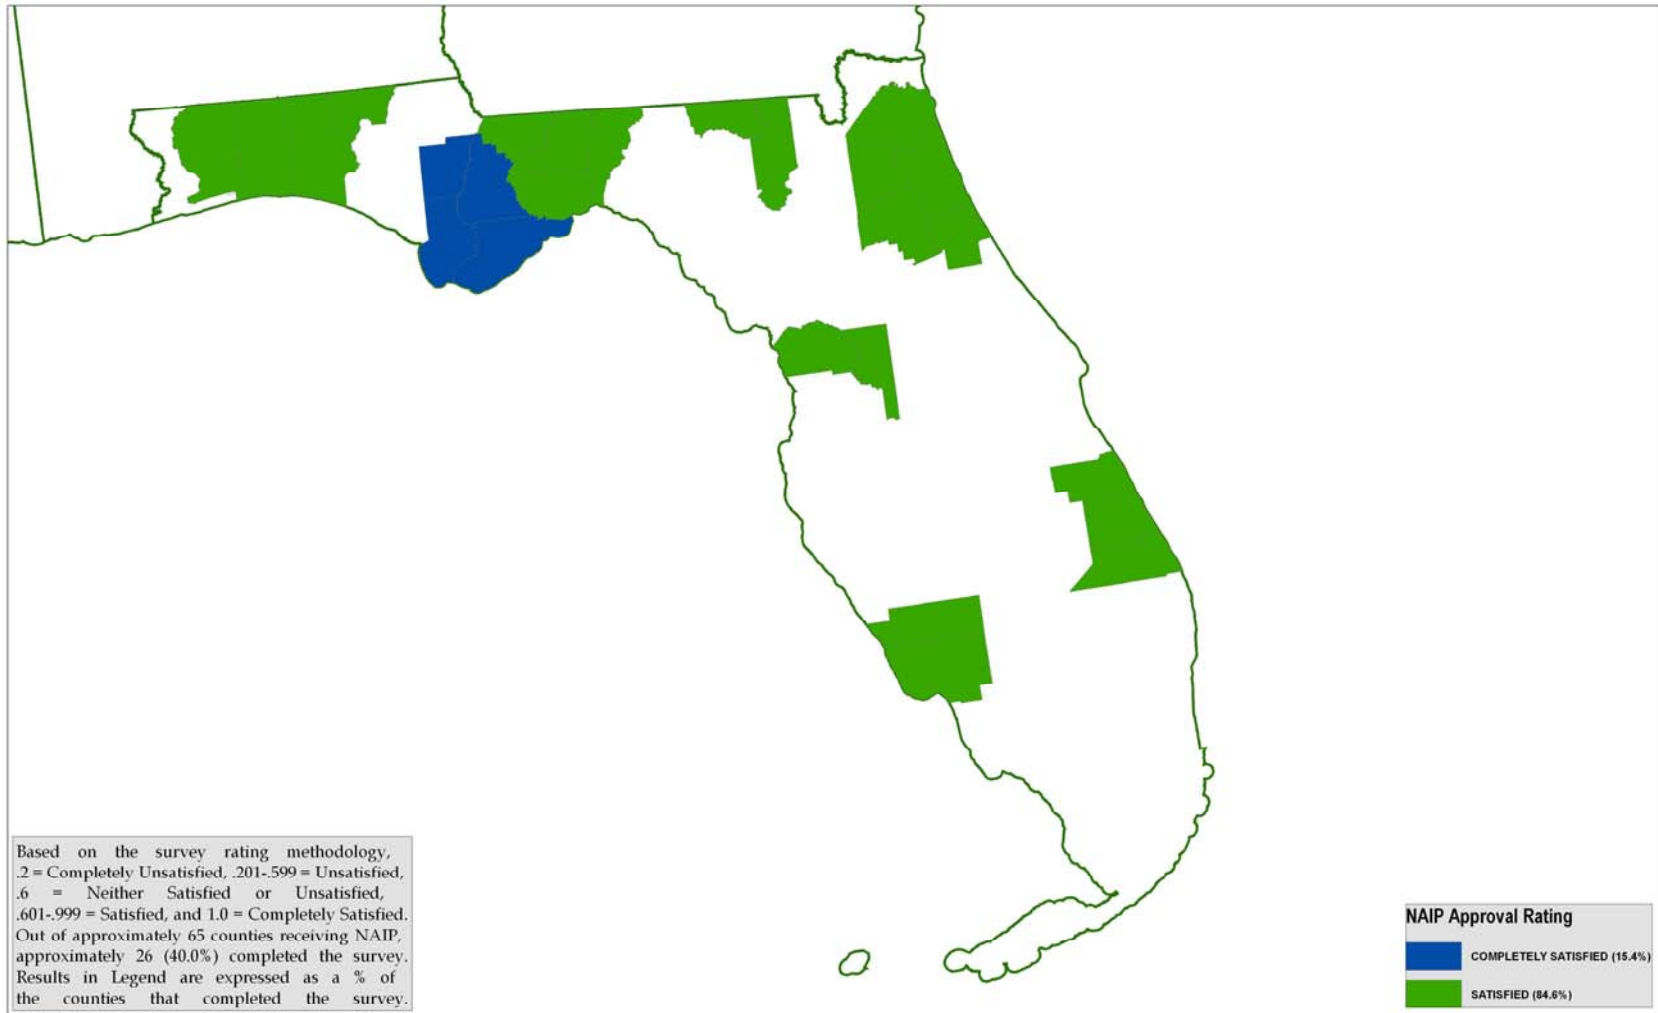 Based on the survey rating methodology,
.2 = Completely Unsatisfied, .201-.599 = Unsatisfied,
.6 = Neither Satisfied or Unsatisfied,
.601-.999 = Satisfied, and 1.0 = Completely Satisfied.
Out of approximately 65 counties receiving NAIP,
approximately 26 (40.0%) completed the survey.
Results in Legend are expressed as a % of
the counties that completed the survey.
NAIP Approval Rating
COMPLETELY SATISFIED (15.4%)
SATISFIED (84.6%)